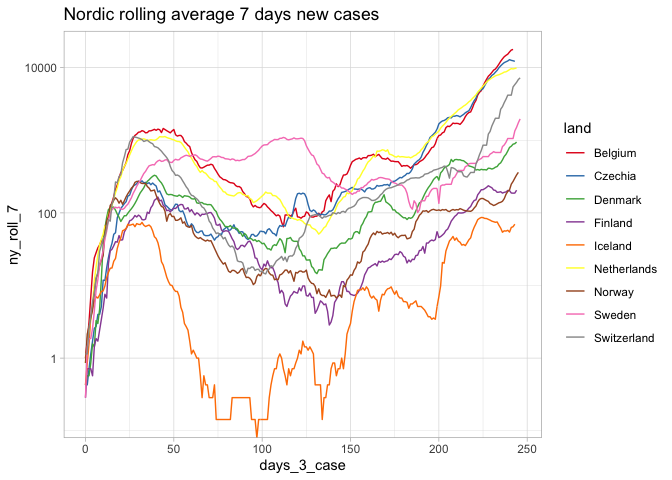 Nordic rolling average 7 days new cases
ny_roll_7
10000
100
1
0
50
100
150
200
250
days_3_case
land
Belgium
Czechia
Denmark
Finland
Iceland
Netherlands
Norway
Sweden
Switzerland